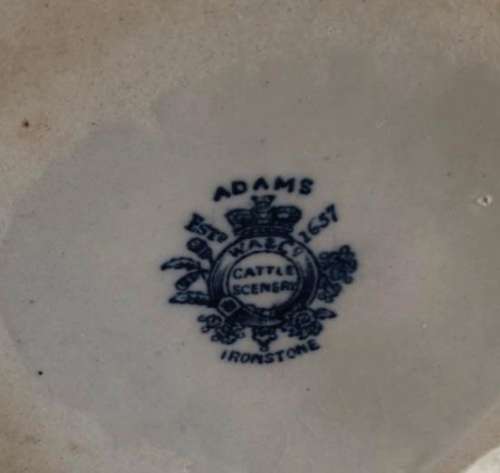 ADAMS
ESTD 1657
W.A & Co
CATTLE
SCENERY
IRONSTONE